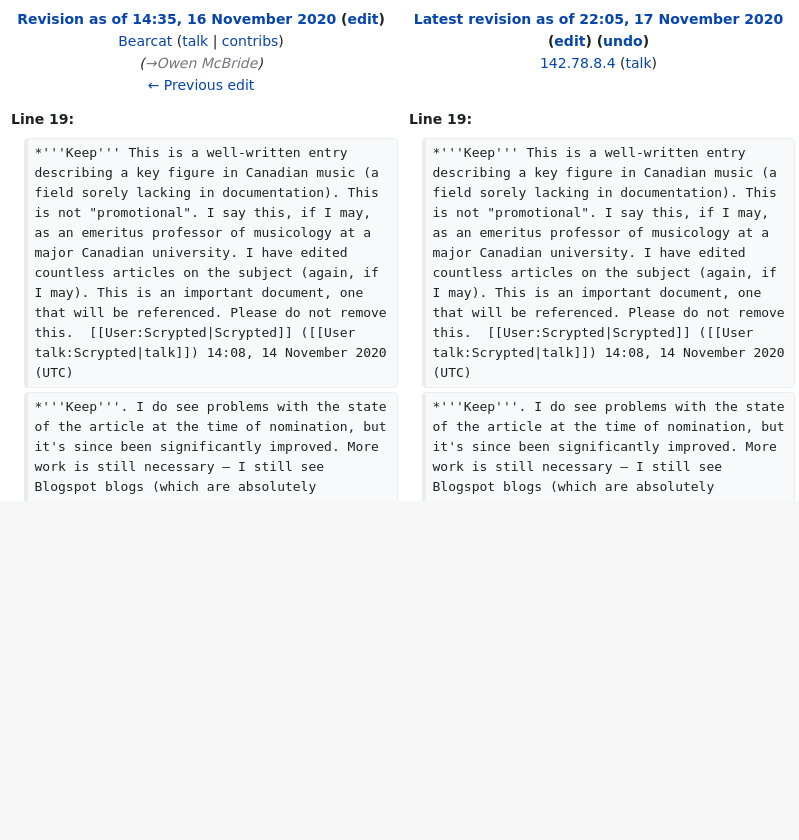 Revision as of 14:35, 16 November 2020 (edit)
Bearcat (talk | contribs)
(→Owen McBride)
← Previous edit
Latest revision as of 22:05, 17 November 2020
(edit) (undo)
142.78.8.4 (talk)
Line 19:
*'''Keep''' This is a well-written entry
describing a key figure in Canadian music (a
field sorely lacking in documentation). This
is not "promotional". I say this, if I may,
as an emeritus professor of musicology at a
major Canadian university. I have edited
countless articles on the subject (again, if
I may). This is an important document, one
that will be referenced. Please do not remove
this.  [[User:Scrypted|Scrypted]] ([[User
talk:Scrypted|talk]]) 14:08, 14 November 2020
(UTC)
*'''Keep'''. I do see problems with the state
of the article at the time of nomination, but
it's since been significantly improved. More
work is still necessary — I still see
Blogspot blogs (which are absolutely
Line 19:
*'''Keep''' This is a well-written entry
describing a key figure in Canadian music (a
field sorely lacking in documentation). This
is not "promotional". I say this, if I may,
as an emeritus professor of musicology at a
major Canadian university. I have edited
countless articles on the subject (again, if
I may). This is an important document, one
that will be referenced. Please do not remove
this.  [[User:Scrypted|Scrypted]] ([[User
talk:Scrypted|talk]]) 14:08, 14 November 2020
(UTC)
*'''Keep'''. I do see problems with the state
of the article at the time of nomination, but
it's since been significantly improved. More
work is still necessary — I still see
Blogspot blogs (which are absolutely